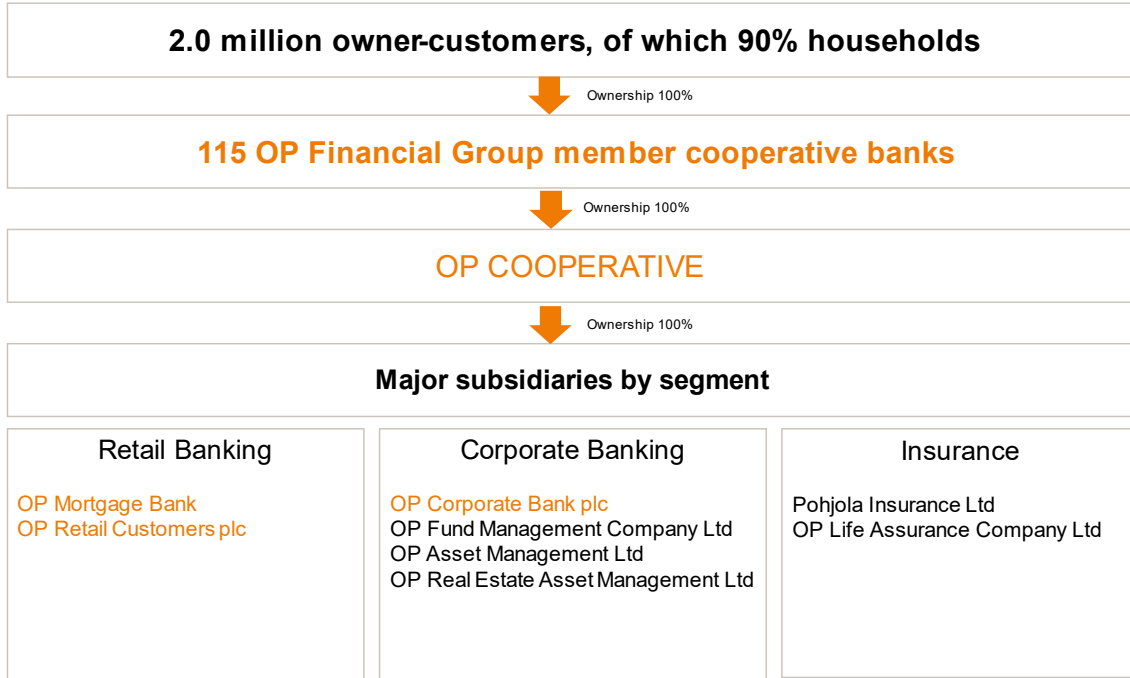 2.0 million owner-customers, of which 90% households
Ownership 100%
115 OP Financial Group member cooperative banks
Ownership 100%
OP COOPERATIVE
Ownership 100%
Major subsidiaries by segment
Retail Banking
OP Mortgage Bank
OP Retail Customers plc
Corporate Banking
OP Corporate Bank plc
OP Fund Management Company Ltd
OP Asset Management Ltd
OP Real Estate Asset Management Ltd
Insurance
Pohjola Insurance Ltd
OP Life Assurance Company Ltd